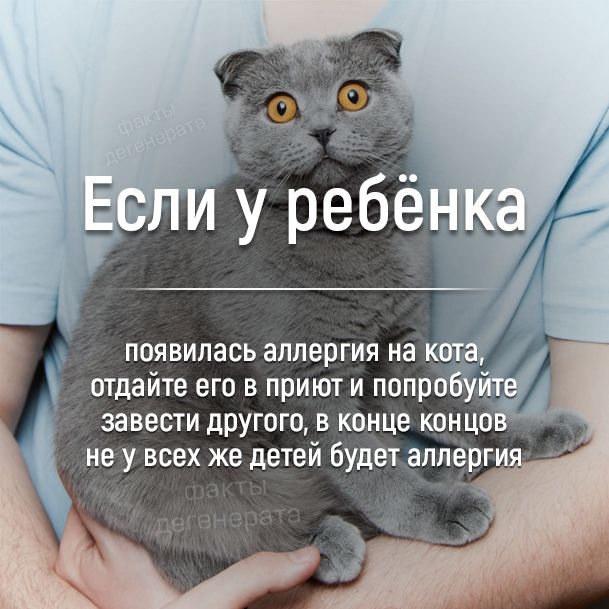 факты
дегенерата
Если у ребёнка
появилась аллергия на кота,
отдайте его в приют и попробуйте
завести другого, в конце концов
не у всех же детей будет аллергия
факты
дегенерата